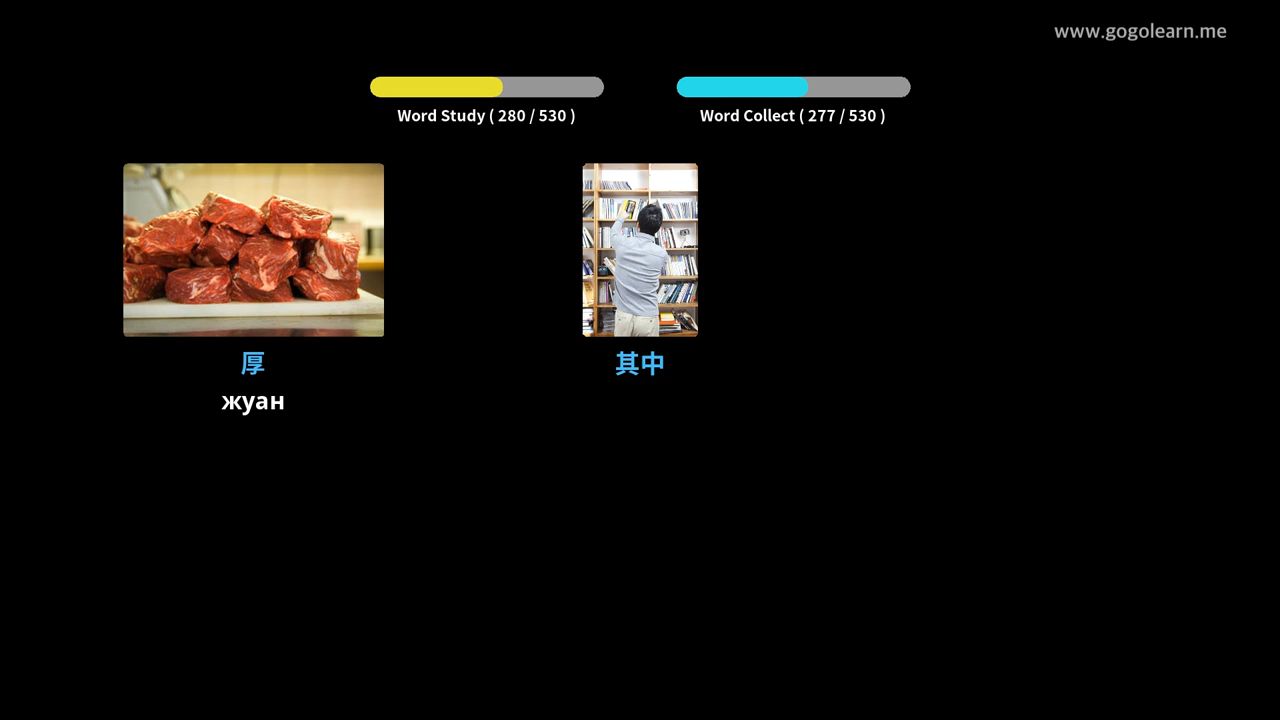 www.gogolearn.me
Word Study ( 280 / 530 )
Word Collect ( 277 / 530 )
厚
жуан
其中